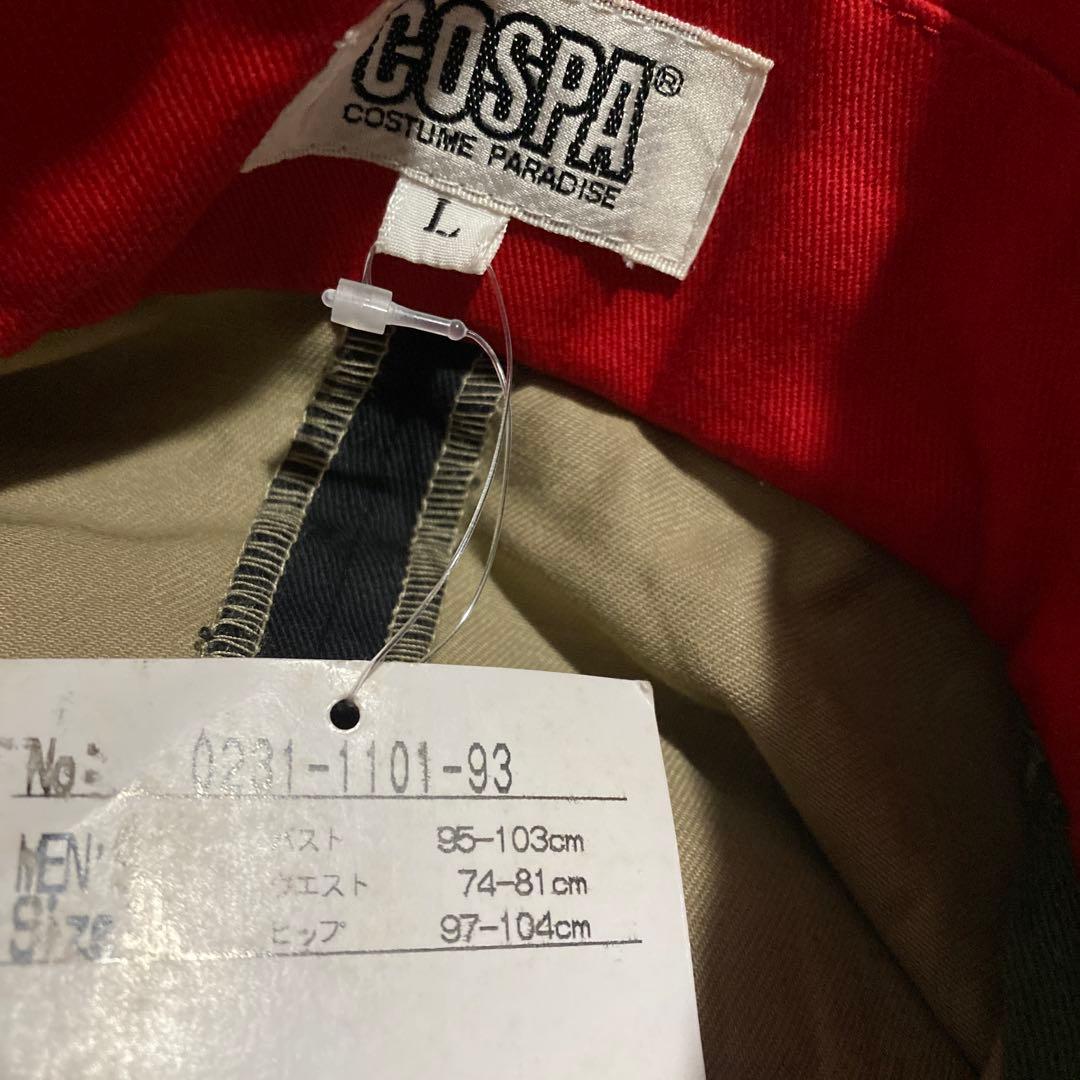 COSPA®
COSTUME PARADISE
L
No: 0231-1101-93
MEN'S バスト 95-103cm
ウエスト 74-81cm
Size ヒップ 97-104cm